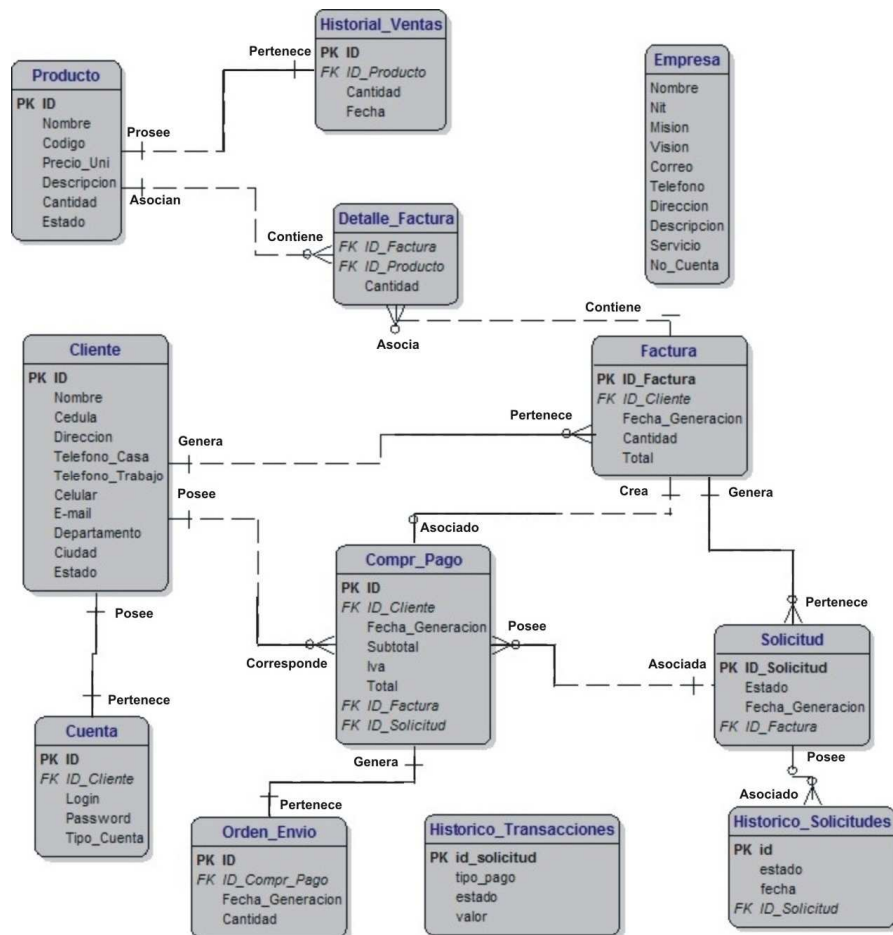 Historial_Ventas
PK ID
FK ID_Producto
Cantidad
Fecha
Pertenece
Producto
PK ID
Nombre
Codigo
Precio_Uni
Descripcion
Cantidad
Estado
Prosee
Asocian
Empresa
Nombre
Nit
Mision
Vision
Correo
Telefono
Direccion
Descripcion
Servicio
No_Cuenta
Detalle_Factura
FK ID_Factura
FK ID_Producto
Cantidad
Contiene
Asocia
Contiene
Factura
PK ID_Factura
FK ID_Cliente
Fecha_Generacion
Cantidad
Total
Pertenece
Crea
Genera
Cliente
PK ID
Nombre
Cedula
Direccion
Telefono_Casa
Telefono_Trabajo
Celular
E-mail
Departamento
Ciudad
Estado
Genera
Posee
Posee
Asociado
Compr_Pago
PK ID
FK ID_Cliente
Fecha_Generacion
Subtotal
Iva
Total
FK ID_Factura
FK ID_Solicitud
Corresponde
Posee
Genera
Pertenece
Solicitud
PK ID_Solicitud
Estado
Fecha_Generacion
FK ID_Factura
Asociada
Posee
Pertenece
Cuenta
PK ID
FK ID_Cliente
Login
Password
Tipo_Cuenta
Pertenece
Orden_Envio
PK ID
FK ID_Compr_Pago
Fecha_Generacion
Cantidad
Historico_Transacciones
PK id_solicitud
tipo_pago
estado
valor
Asociado
Historico_Solicitudes
PK id
estado
fecha
FK ID_Solicitud